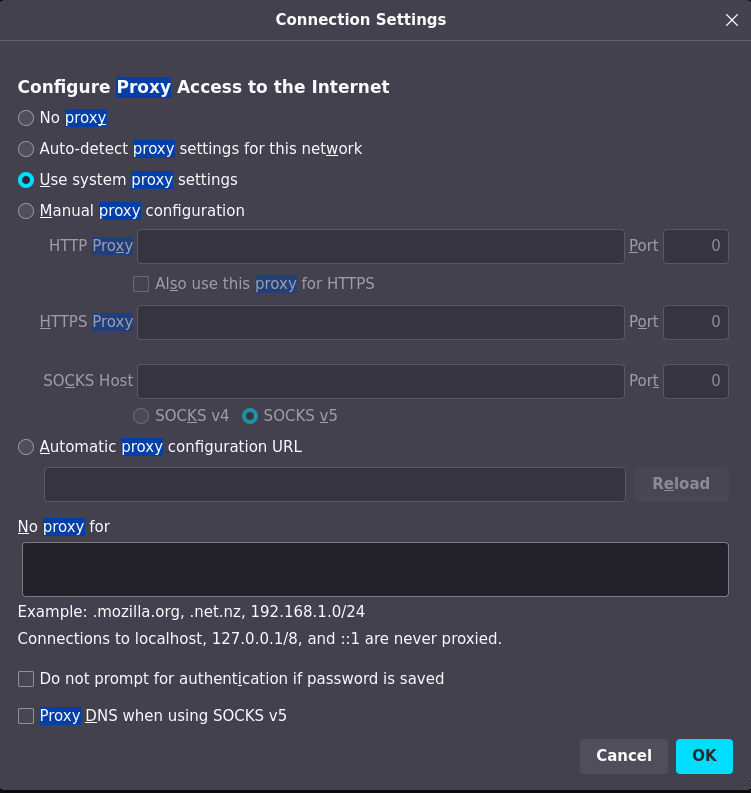 Connection Settings
Configure Proxy Access to the Internet
No proxy
Auto-detect proxy settings for this network
Use system proxy settings
Manual proxy configuration
HTTP Proxy Port 0
Also use this proxy for HTTPS
HTTPS Proxy Port 0
SOCKS Host Port 0
SOCKS v4 SOCKS v5
Automatic proxy configuration URL
Reload
No proxy for
Example: .mozilla.org, .net.nz, 192.168.1.0/24
Connections to localhost, 127.0.0.1/8, and ::1 are never proxied.
Do not prompt for authentication if password is saved
Proxy DNS when using SOCKS v5
Cancel OK